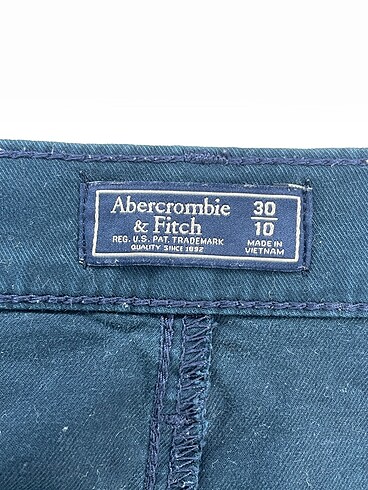 Abercrombie
& Fitch
REG. U.S. PAT. TRADEMARK
QUALITY SINCE 1892
30
10
MADE IN
VIETNAM